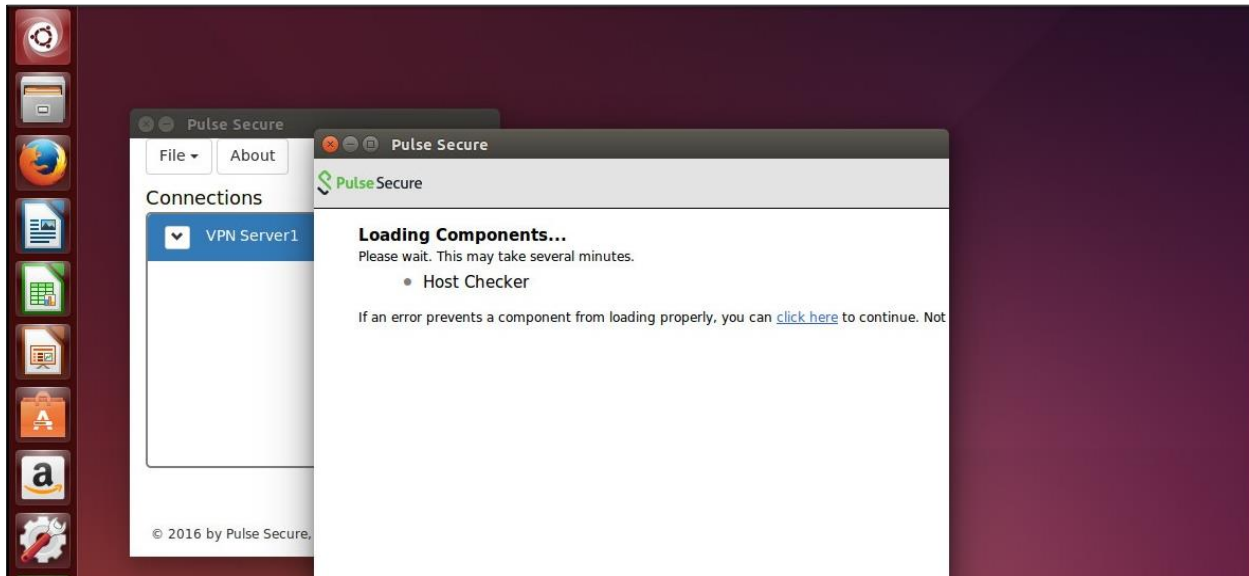 Pulse Secure
File
About
Connections
VPN Server1
© 2016 by Pulse Secure,
Pulse Secure
Pulse Secure
Loading Components...
Please wait. This may take several minutes.
• Host Checker
If an error prevents a component from loading properly, you can click here to continue. Not
a